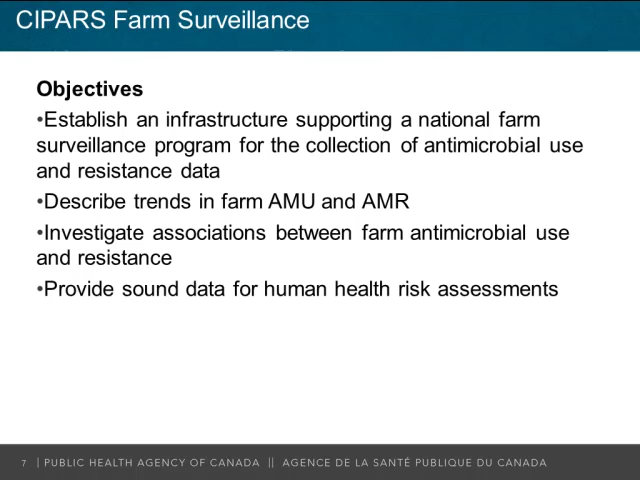 CIPARS Farm Surveillance
Objectives
•Establish an infrastructure supporting a national farm
surveillance program for the collection of antimicrobial use
and resistance data
•Describe trends in farm AMU and AMR
•Investigate associations between farm antimicrobial use
and resistance
•Provide sound data for human health risk assessments
7 | PUBLIC HEALTH AGENCY OF CANADA || AGENCE DE LA SANTÉ PUBLIQUE DU CANADA